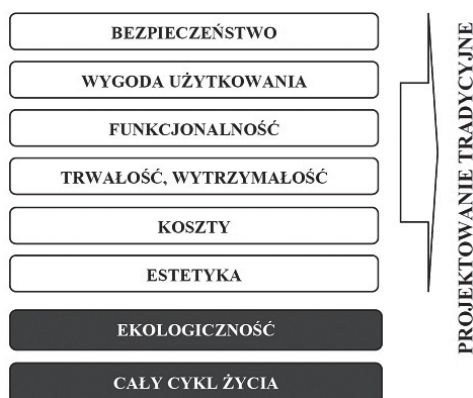 BEZPIECZEŃSTWO
WYGODA UŻYTKOWANIA
FUNKCJONALNOŚĆ
TRWAŁOŚĆ, WYTRZYMAŁOŚĆ
KOSZTY
ESTETYKA
EKOLOGICZNOŚĆ
CAŁY CYKL ŻYCIA
PROJEKTOWANIE TRADYCYJNE